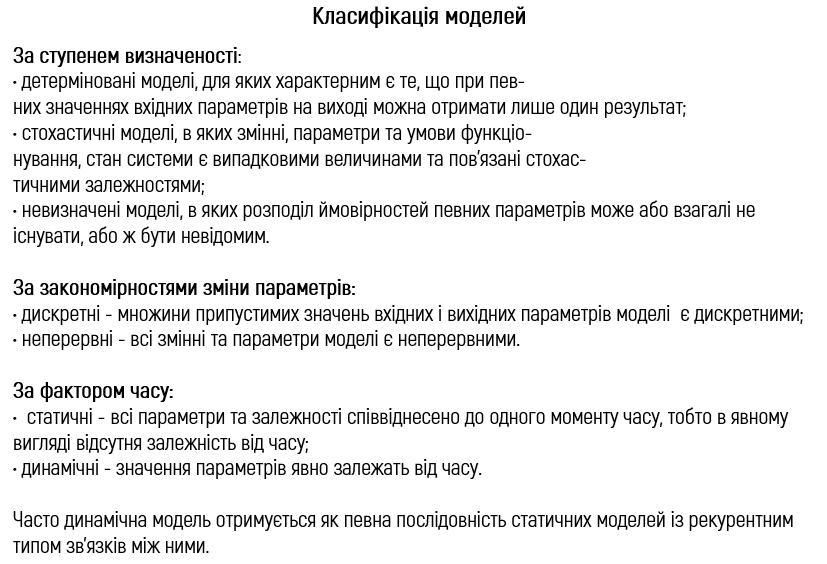 Класифікація моделей
За ступенем визначеності:
• детерміновані моделі, для яких характерним є те, що при пев-
них значеннях вхідних параметрів на виході можна отримати лише один результат;
• стохастичні моделі, в яких змінні, параметри та умови функціо-
нування, стан системи є випадковими величинами та пов’язані стохас-
тичними залежностями;
• невизначені моделі, в яких розподіл ймовірностей певних параметрів може або взагалі не
існувати, або ж бути невідомим.
За закономірностями зміни параметрів:
• дискретні - множини припустимих значень вхідних і вихідних параметрів моделі є дискретними;
• неперервні - всі змінні та параметри моделі є неперервними.
За фактором часу:
• статичні - всі параметри та залежності співвіднесено до одного моменту часу, тобто в явному
вигляді відсутня залежність від часу;
• динамічні - значення параметрів явно залежать від часу.
Часто динамічна модель отримується як певна послідовність статичних моделей із рекурентним
типом зв’язків між ними.